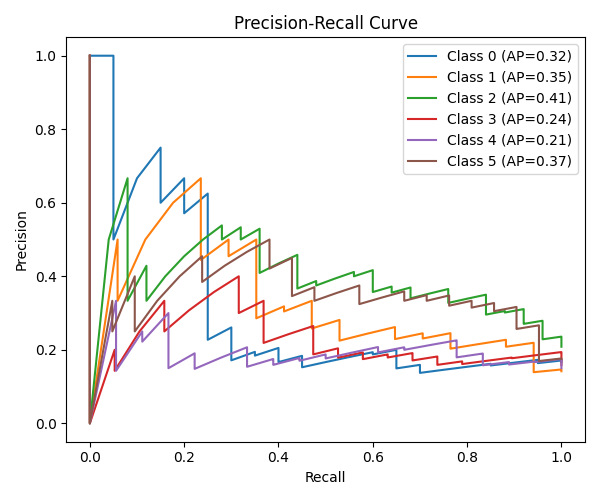 Precision-Recall Curve
Class 0 (AP=0.32)
Class 1 (AP=0.35)
Class 2 (AP=0.41)
Class 3 (AP=0.24)
Class 4 (AP=0.21)
Class 5 (AP=0.37)
Precision
1.0
0.8
0.6
0.4
0.2
0.0
0.0 0.2 0.4 0.6 0.8 1.0
Recall